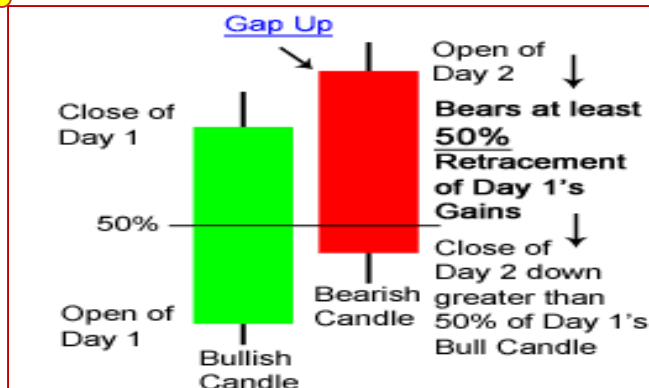 Gap Up
Close of
Day 1
50%
Open of
Day 1
Bullish
Candle
Bearish
Candle
Open of
Day 2
Bears at least
50%
Retracement
of Day 1's
Gains
Close of
Day 2 down
greater than
50% of Day 1's
Bull Candle